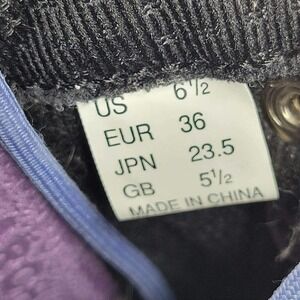 US 6½
EUR 36
JPN 23.5
GB 5½
MADE IN CHINA